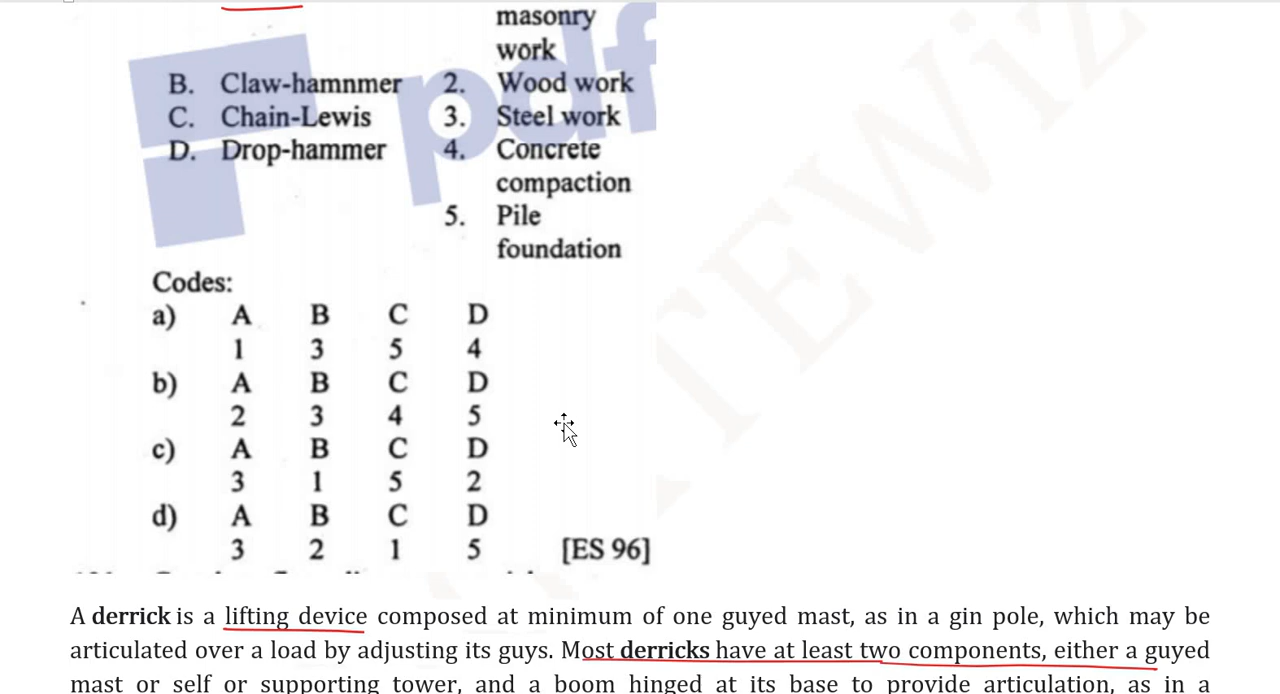 masonry
work
B. Claw-hamnmer 2. Wood work
C. Chain-Lewis 3. Steel work
D. Drop-hammer 4. Concrete
compaction
5. Pile
foundation
Codes:
a) A B C D
1 3 5 4
b) A B C D
2 3 4 5
c) A B C D
3 1 5 2
d) A B C D
3 2 1 5 [ES 96]
A derrick is a lifting device composed at minimum of one guyed mast, as in a gin pole, which may be
articulated over a load by adjusting its guys. Most derricks have at least two components, either a guyed
mast or self or supporting tower, and a boom hinged at its base to provide articulation, as in a
pdf
TEWiz